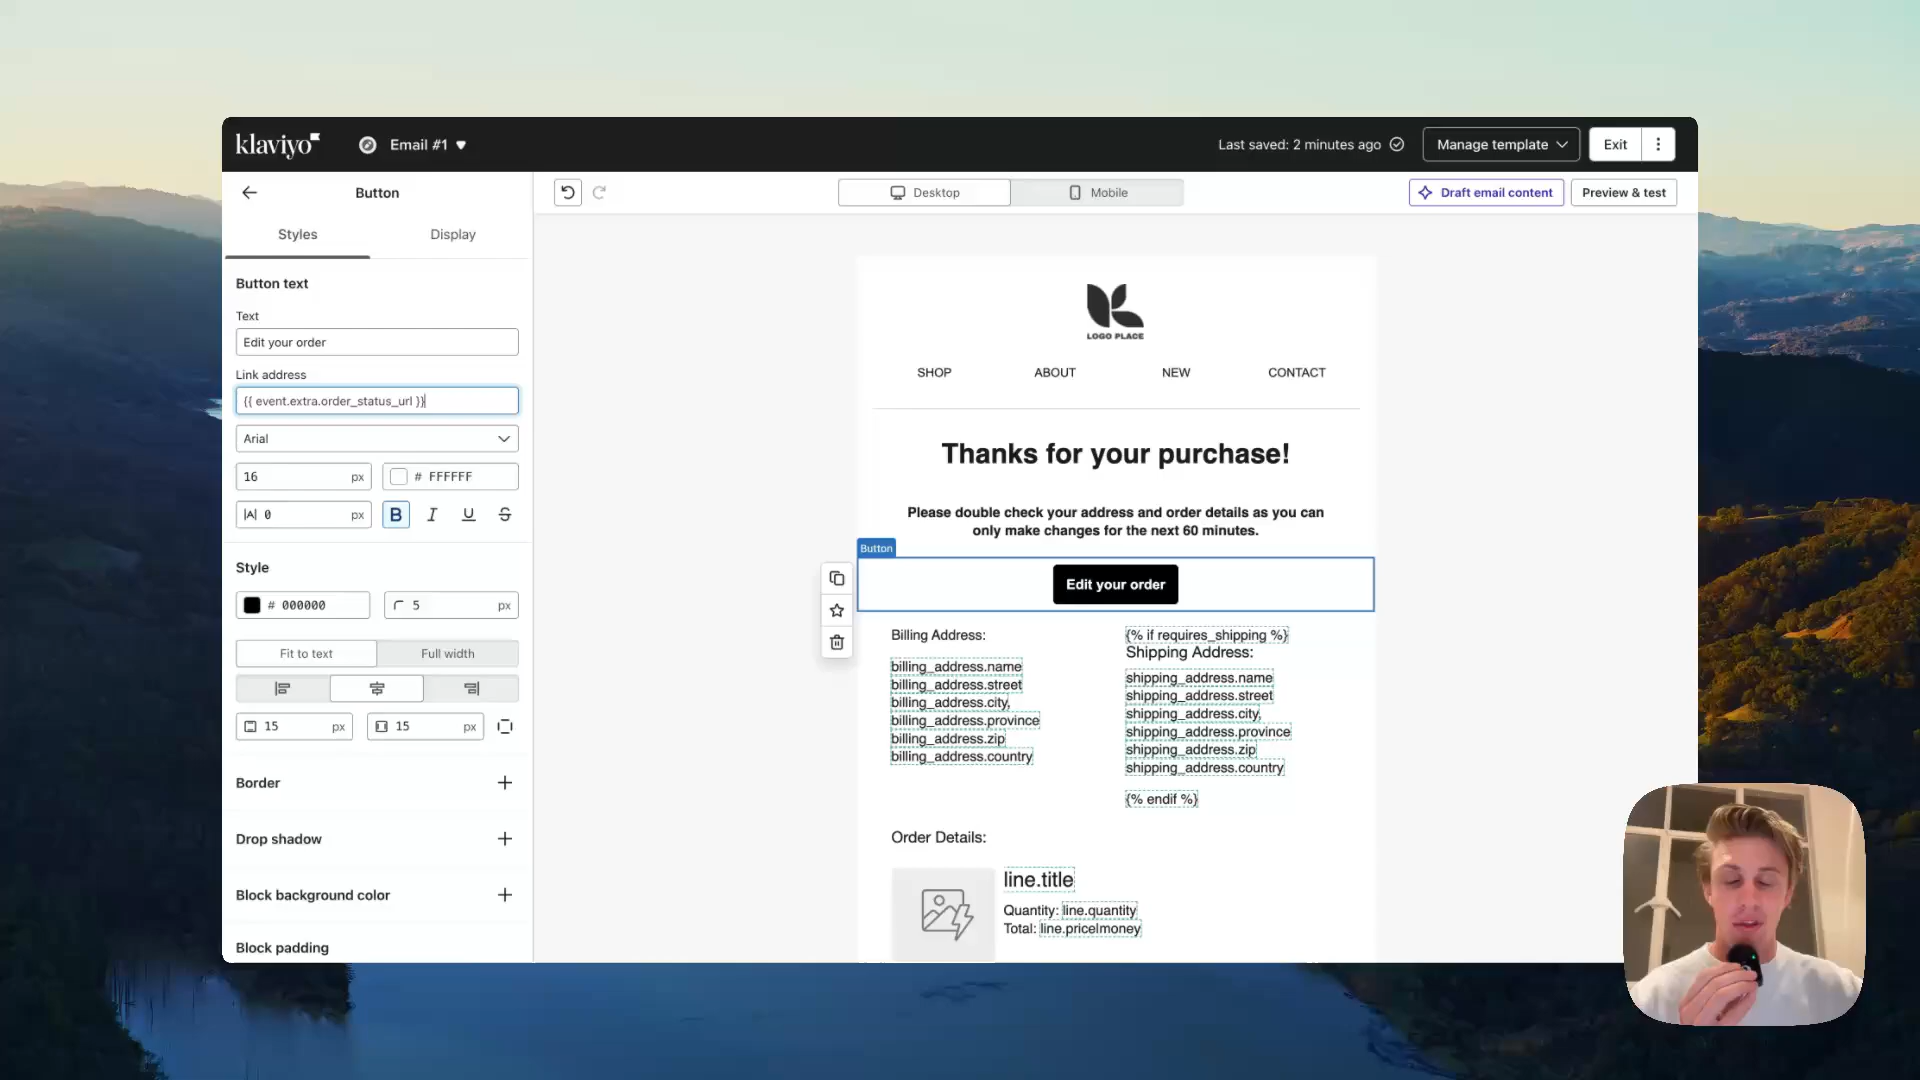 klaviyo
Email #1
Last saved: 2 minutes ago
Manage template
Exit
Button
Desktop
Mobile
Draft email content
Preview & test
Styles
Display
Button text
Text
Edit your order
Link address
{{ event.extra.order_status_url }}
Arial
16 px
# FFFFFF
|A| 0 px
B I U S
Style
# 000000
5 px
Fit to text
Full width
15 px
15 px
Border
Drop shadow
Block background color
Block padding
LOGO PLACE
SHOP
ABOUT
NEW
CONTACT
Thanks for your purchase!
Please double check your address and order details as you can
only make changes for the next 60 minutes.
Button
Edit your order
Billing Address:
billing_address.name
billing_address.street
billing_address.city,
billing_address.province
billing_address.zip
billing_address.country
{% if requires_shipping %}
Shipping Address:
shipping_address.name
shipping_address.street
shipping_address.city,
shipping_address.province
shipping_address.zip
shipping_address.country
{% endif %}
Order Details:
line.title
Quantity: line.quantity
Total: line.price|money